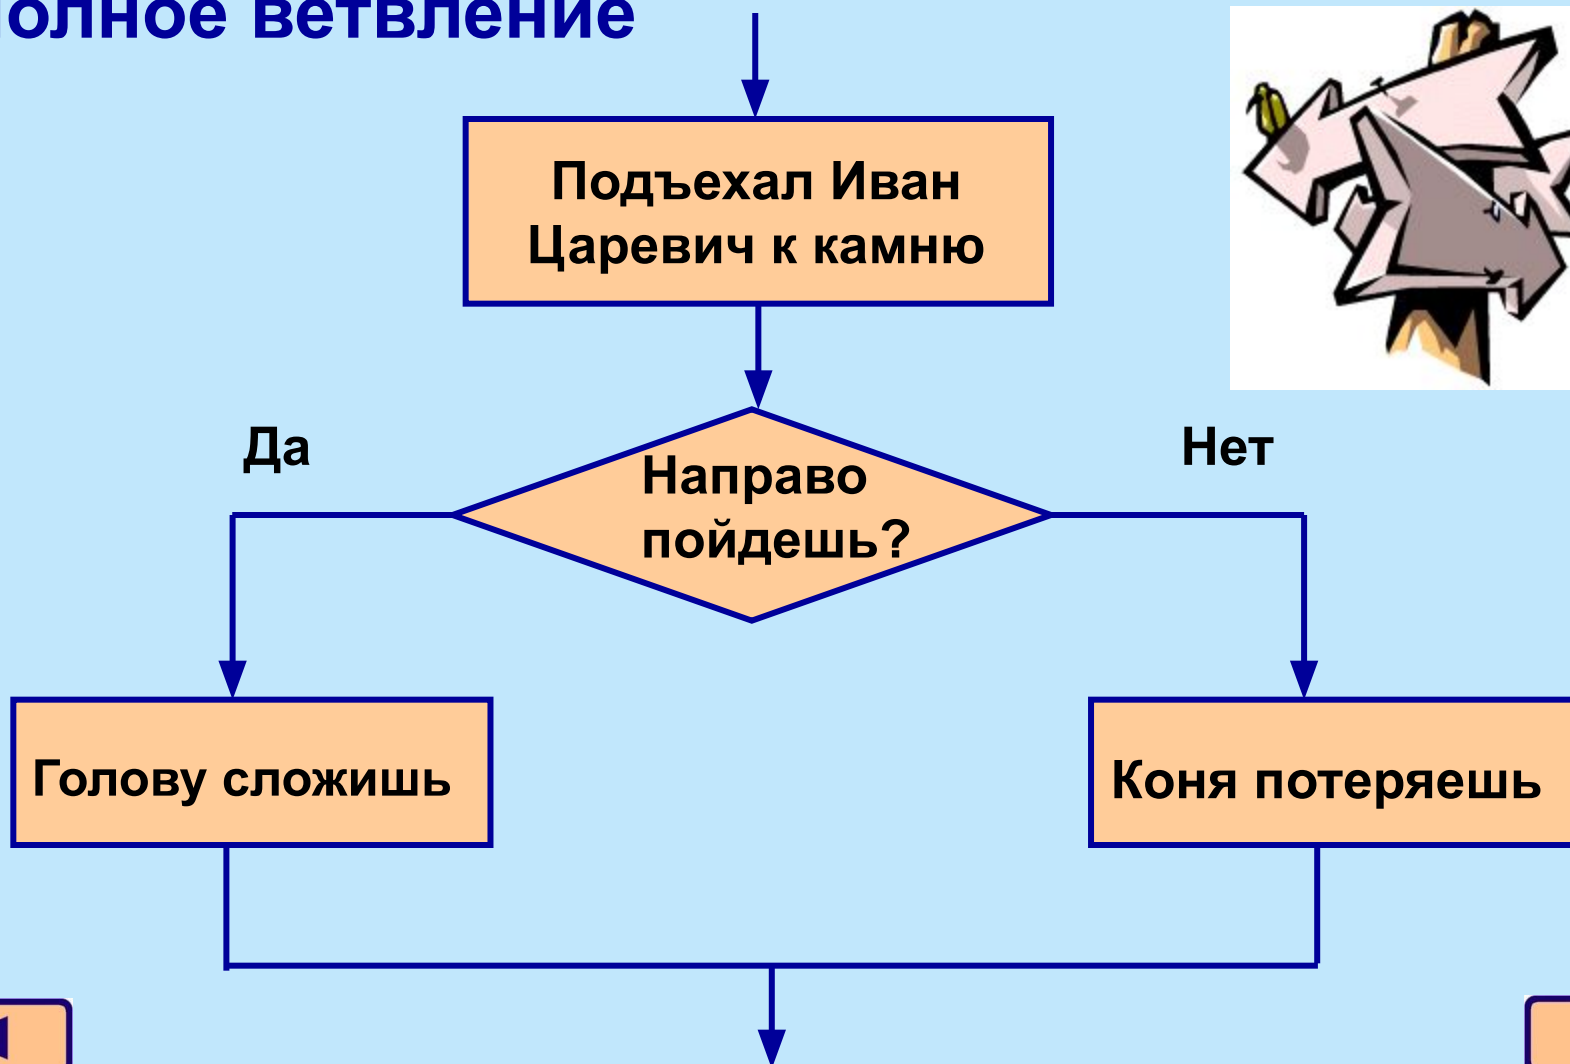 олное ветвление
Подъехал Иван
Царевич к камню
Да
Нет
Направо
пойдешь?
Голову сложишь
Коня потеряешь